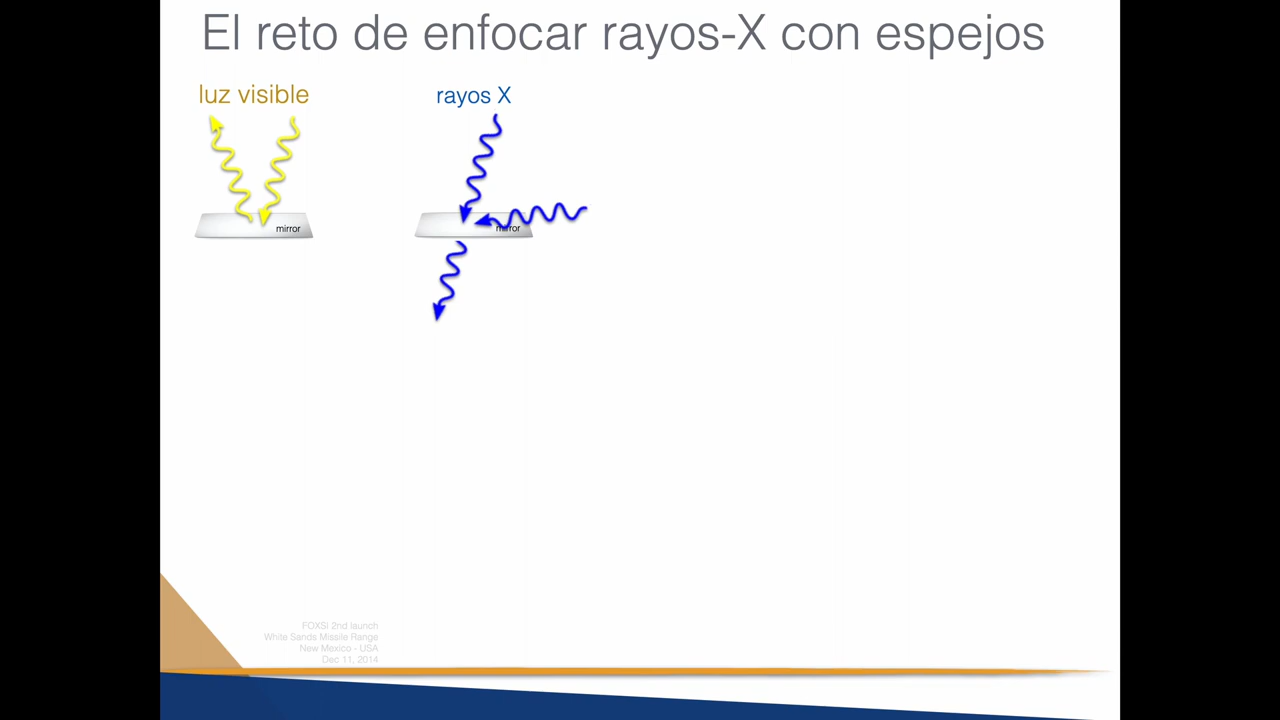 El reto de enfocar rayos-X con espejos
luz visible
rayos X
mirror
mirror
FOXSI 2nd launch
White Sands Missile Range
New Mexico - USA
Dec 11, 2014